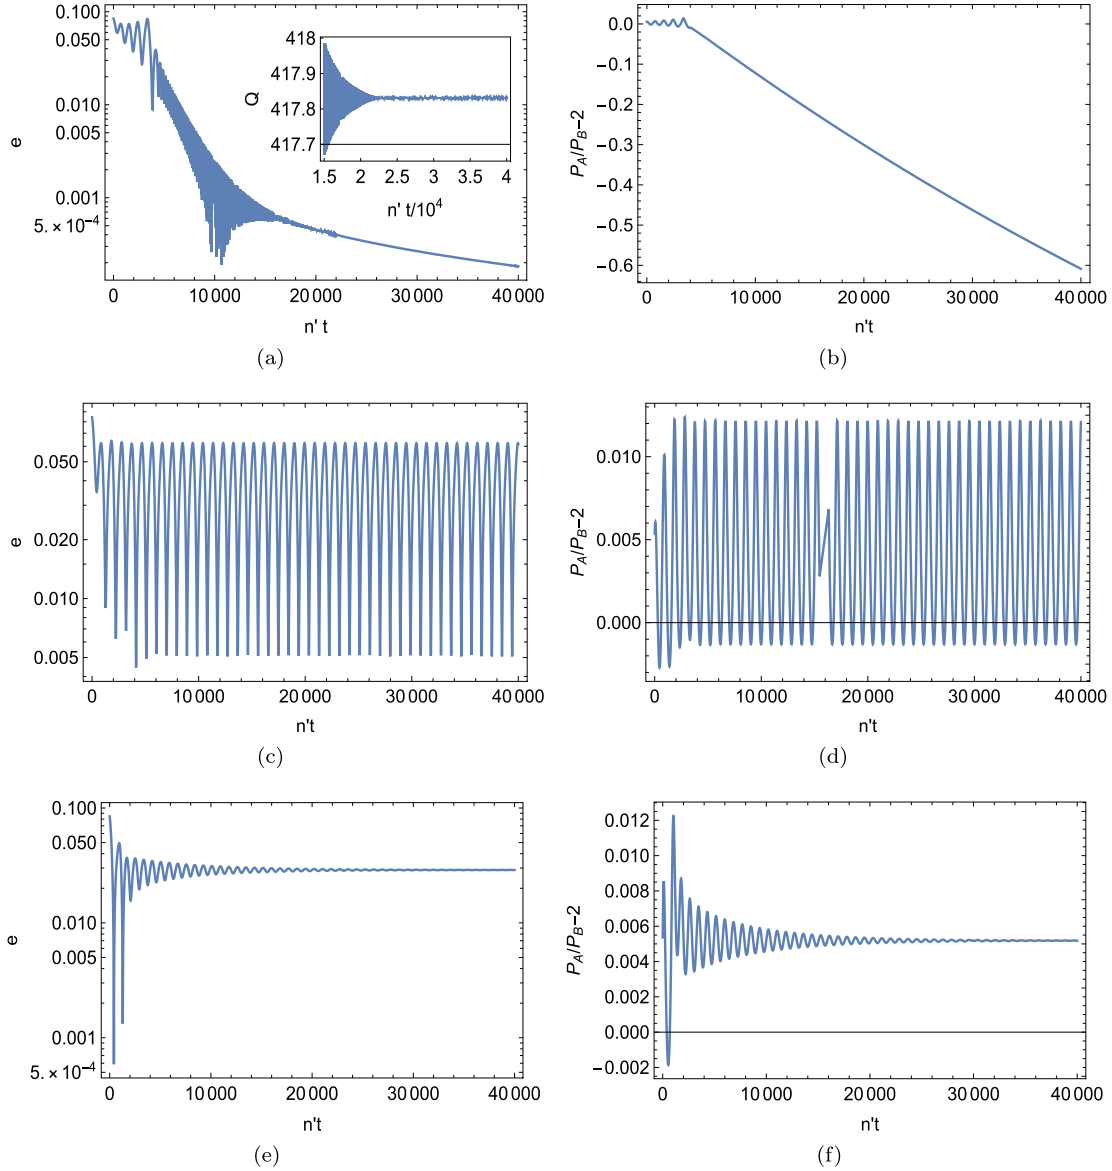 0.100
0.050
0.010
0.005
0.001
5. × 10⁻⁴
e
0 10 000 20 000 30 000 40 000
n' t
418
417.9
417.8
417.7
Q
1.5 2 2.5 3 3.5 4
n' t/10⁴
(a)
0.0
−0.1
−0.2
−0.3
−0.4
−0.5
−0.6
P_A/P_B−2
0 10 000 20 000 30 000 40 000
n't
(b)
0.050
0.020
0.010
0.005
e
0 10 000 20 000 30 000 40 000
n't
(c)
0.010
0.005
0.000
P_A/P_B−2
0 10 000 20 000 30 000 40 000
n't
(d)
0.100
0.050
0.010
0.005
0.001
5. × 10⁻⁴
e
0 10 000 20 000 30 000 40 000
n't
(e)
0.012
0.010
0.008
0.006
0.004
0.002
0.000
−0.002
P_A/P_B−2
0 10 000 20 000 30 000 40 000
n't
(f)